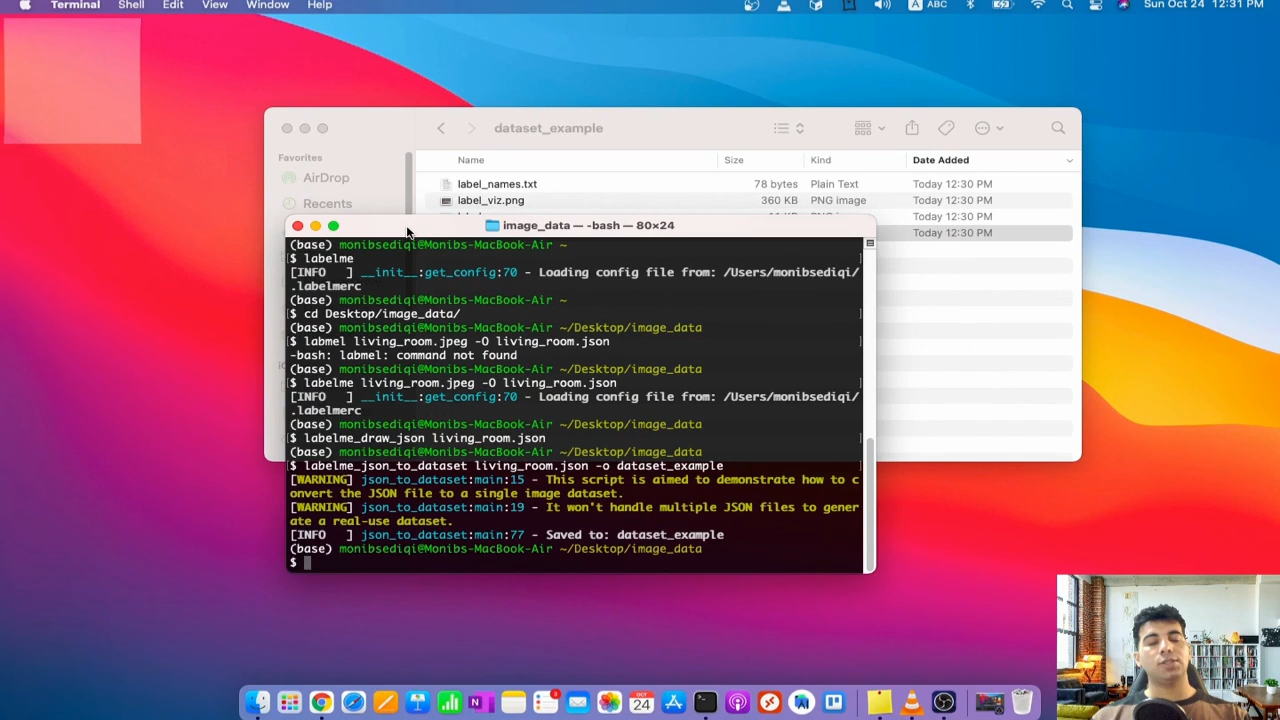 Terminal Shell Edit View Window Help A ABC Sun Oct 24 12:31 PM
dataset_example
Favorites
AirDrop
Recents
Name Size Kind Date Added
label_names.txt 78 bytes Plain Text Today 12:30 PM
label_viz.png 360 KB PNG image Today 12:30 PM
Today 12:30 PM
Today 12:30 PM
image_data — -bash — 80×24
(base) monibsediqi@Monibs-MacBook-Air ~
[$ labelme ]
[INFO   ] __init__:get_config:70 - Loading config file from: /Users/monibsediqi/
.labelmerc
(base) monibsediqi@Monibs-MacBook-Air ~
[$ cd Desktop/image_data/ ]
(base) monibsediqi@Monibs-MacBook-Air ~/Desktop/image_data
[$ labmel living_room.jpeg -O living_room.json ]
-bash: labmel: command not found
(base) monibsediqi@Monibs-MacBook-Air ~/Desktop/image_data
[$ labelme living_room.jpeg -O living_room.json ]
[INFO   ] __init__:get_config:70 - Loading config file from: /Users/monibsediqi/
.labelmerc
(base) monibsediqi@Monibs-MacBook-Air ~/Desktop/image_data
[$ labelme_draw_json living_room.json ]
(base) monibsediqi@Monibs-MacBook-Air ~/Desktop/image_data
[$ labelme_json_to_dataset living_room.json -o dataset_example ]
[WARNING] json_to_dataset:main:15 - This script is aimed to demonstrate how to c
onvert the JSON file to a single image dataset.
[WARNING] json_to_dataset:main:19 - It won't handle multiple JSON files to gener
ate a real-use dataset.
[INFO   ] json_to_dataset:main:77 - Saved to: dataset_example
(base) monibsediqi@Monibs-MacBook-Air ~/Desktop/image_data
$
OCT
24